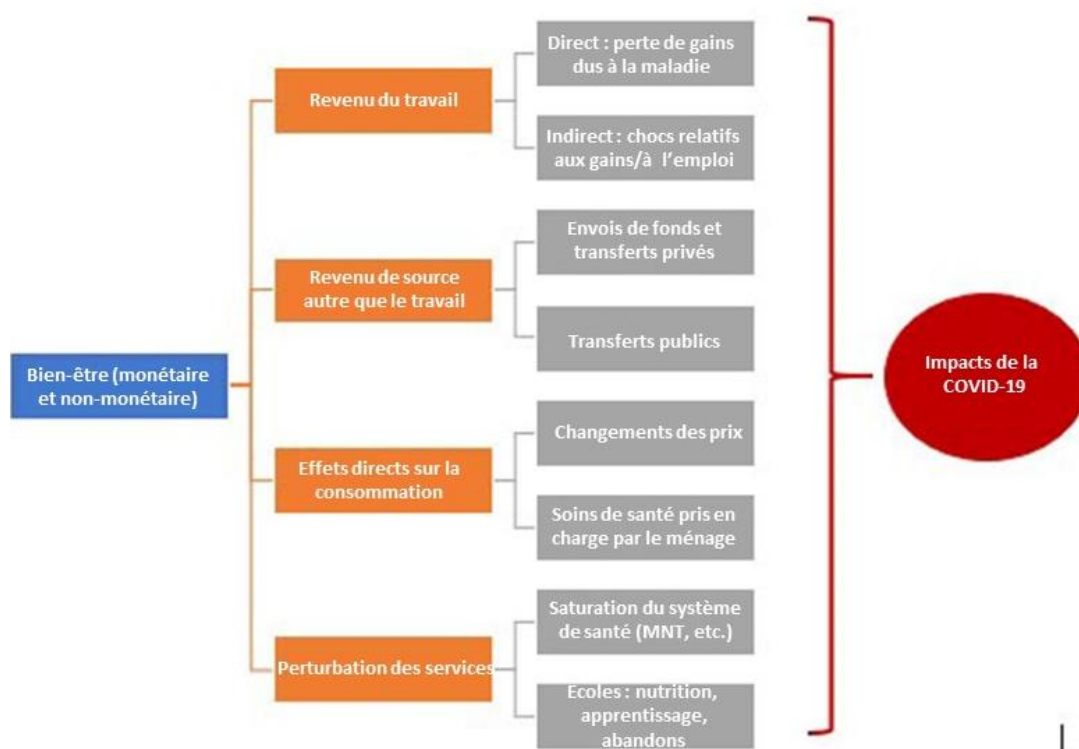 Bien-être (monétaire
et non-monétaire)
Revenu du travail
Direct : perte de gains
dus à la maladie
Indirect : chocs relatifs
aux gains/à l'emploi
Revenu de source
autre que le travail
Envois de fonds et
transferts privés
Transferts publics
Effets directs sur la
consommation
Changements des prix
Soins de santé pris en
charge par le ménage
Perturbation des services
Saturation du système
de santé (MNT, etc.)
Ecoles : nutrition,
apprentissage,
abandons
Impacts de la
COVID-19